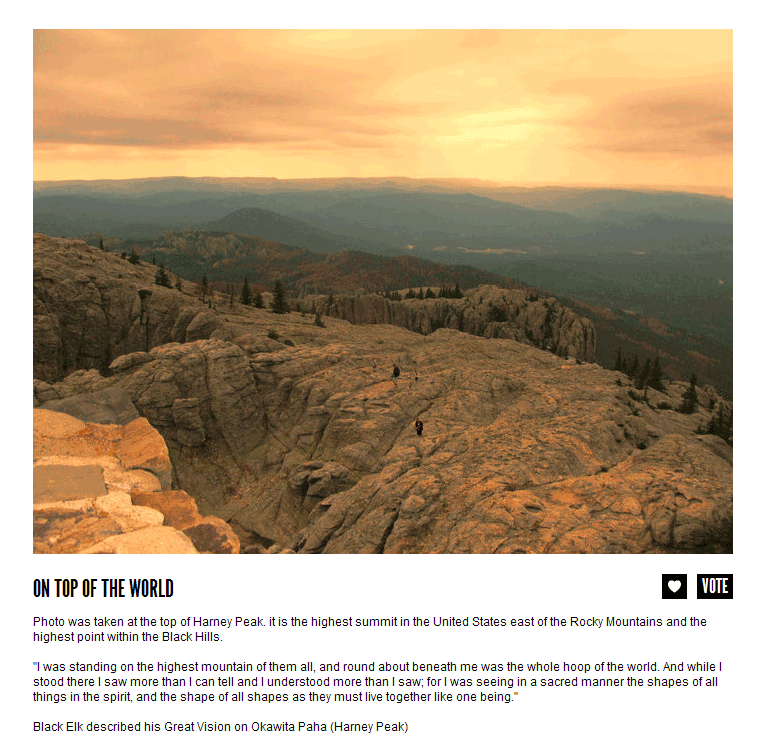 ON TOP OF THE WORLD
VOTE
Photo was taken at the top of Harney Peak. it is the highest summit in the United States east of the Rocky Mountains and the
highest point within the Black Hills.
"I was standing on the highest mountain of them all, and round about beneath me was the whole hoop of the world. And while I
stood there I saw more than I can tell and I understood more than I saw; for I was seeing in a sacred manner the shapes of all
things in the spirit, and the shape of all shapes as they must live together like one being."
Black Elk described his Great Vision on Okawita Paha (Harney Peak)